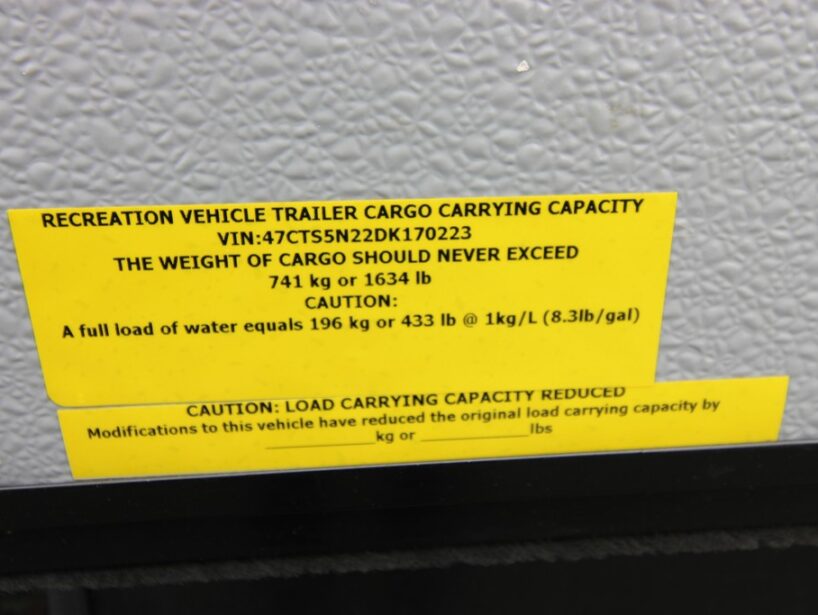 RECREATION VEHICLE TRAILER CARGO CARRYING CAPACITY
VIN:47CTS5N22DK170223
THE WEIGHT OF CARGO SHOULD NEVER EXCEED
741 kg or 1634 lb
CAUTION:
A full load of water equals 196 kg or 433 lb @ 1kg/L (8.3lb/gal)
CAUTION: LOAD CARRYING CAPACITY REDUCED
Modifications to this vehicle have reduced the original load carrying capacity by
__________kg or __________lbs